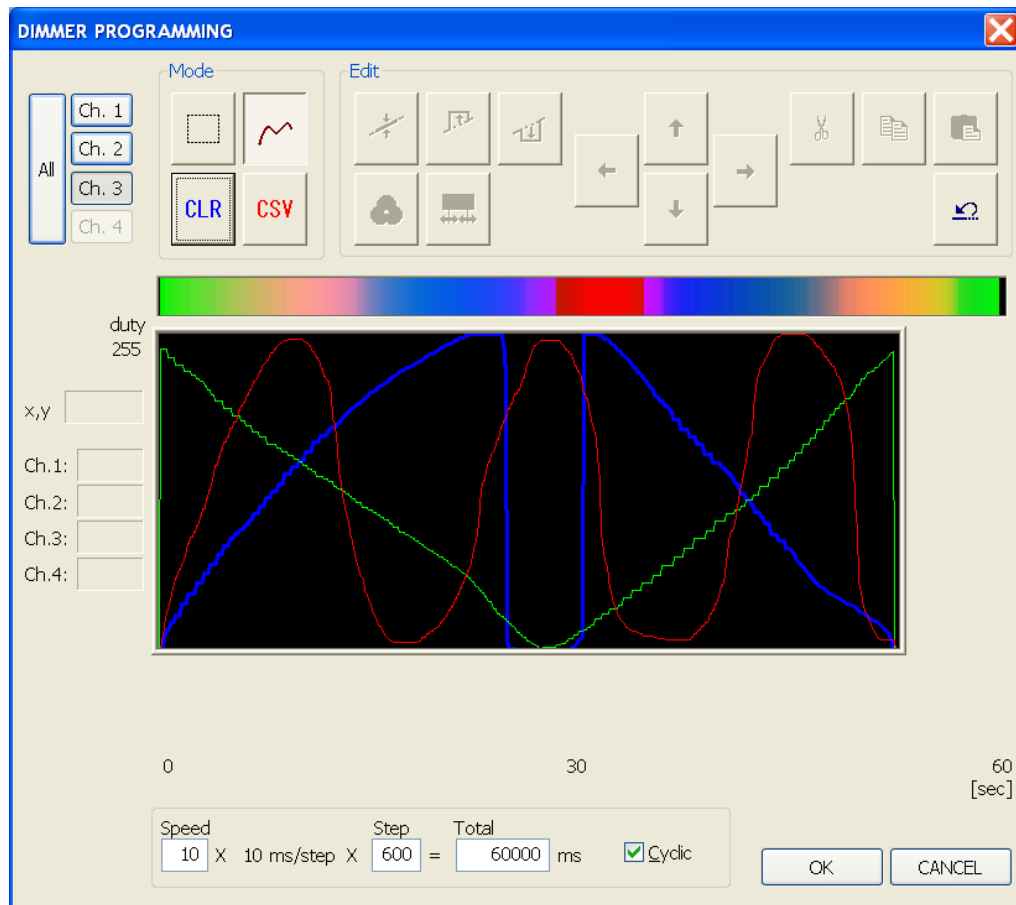 DIMMER PROGRAMMING
Mode
Edit
All
Ch. 1
Ch. 2
Ch. 3
Ch. 4
CLR
CSV
duty
255
x,y
Ch.1:
Ch.2:
Ch.3:
Ch.4:
0 30 60
[sec]
Speed Step Total
10 X 10 ms/step X 600 = 60000 ms Cyclic
OK CANCEL